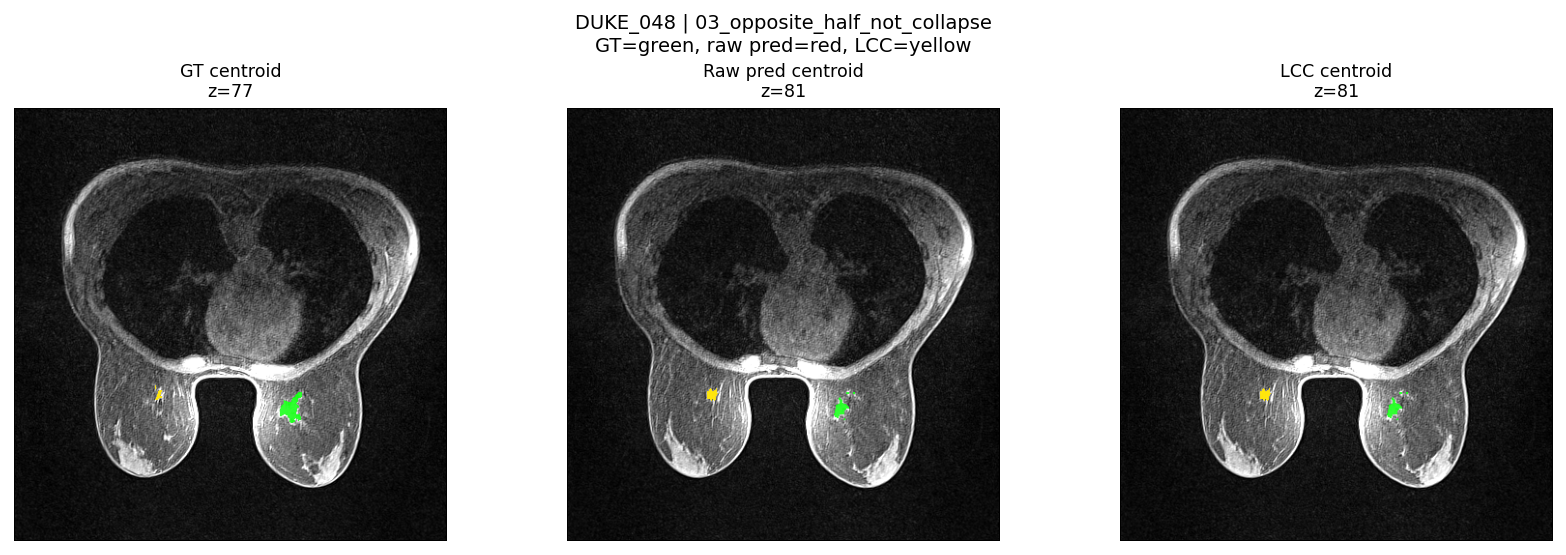 DUKE_048 | 03_opposite_half_not_collapse
GT=green, raw pred=red, LCC=yellow
GT centroid
z=77
Raw pred centroid
z=81
LCC centroid
z=81